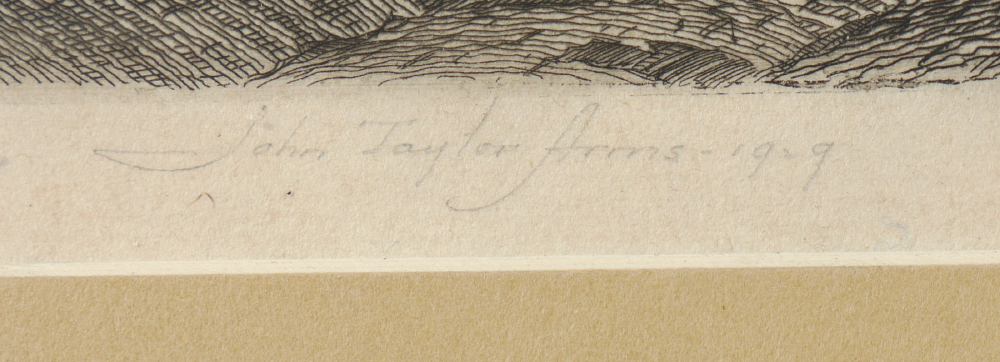 John Taylor Arms - 1929